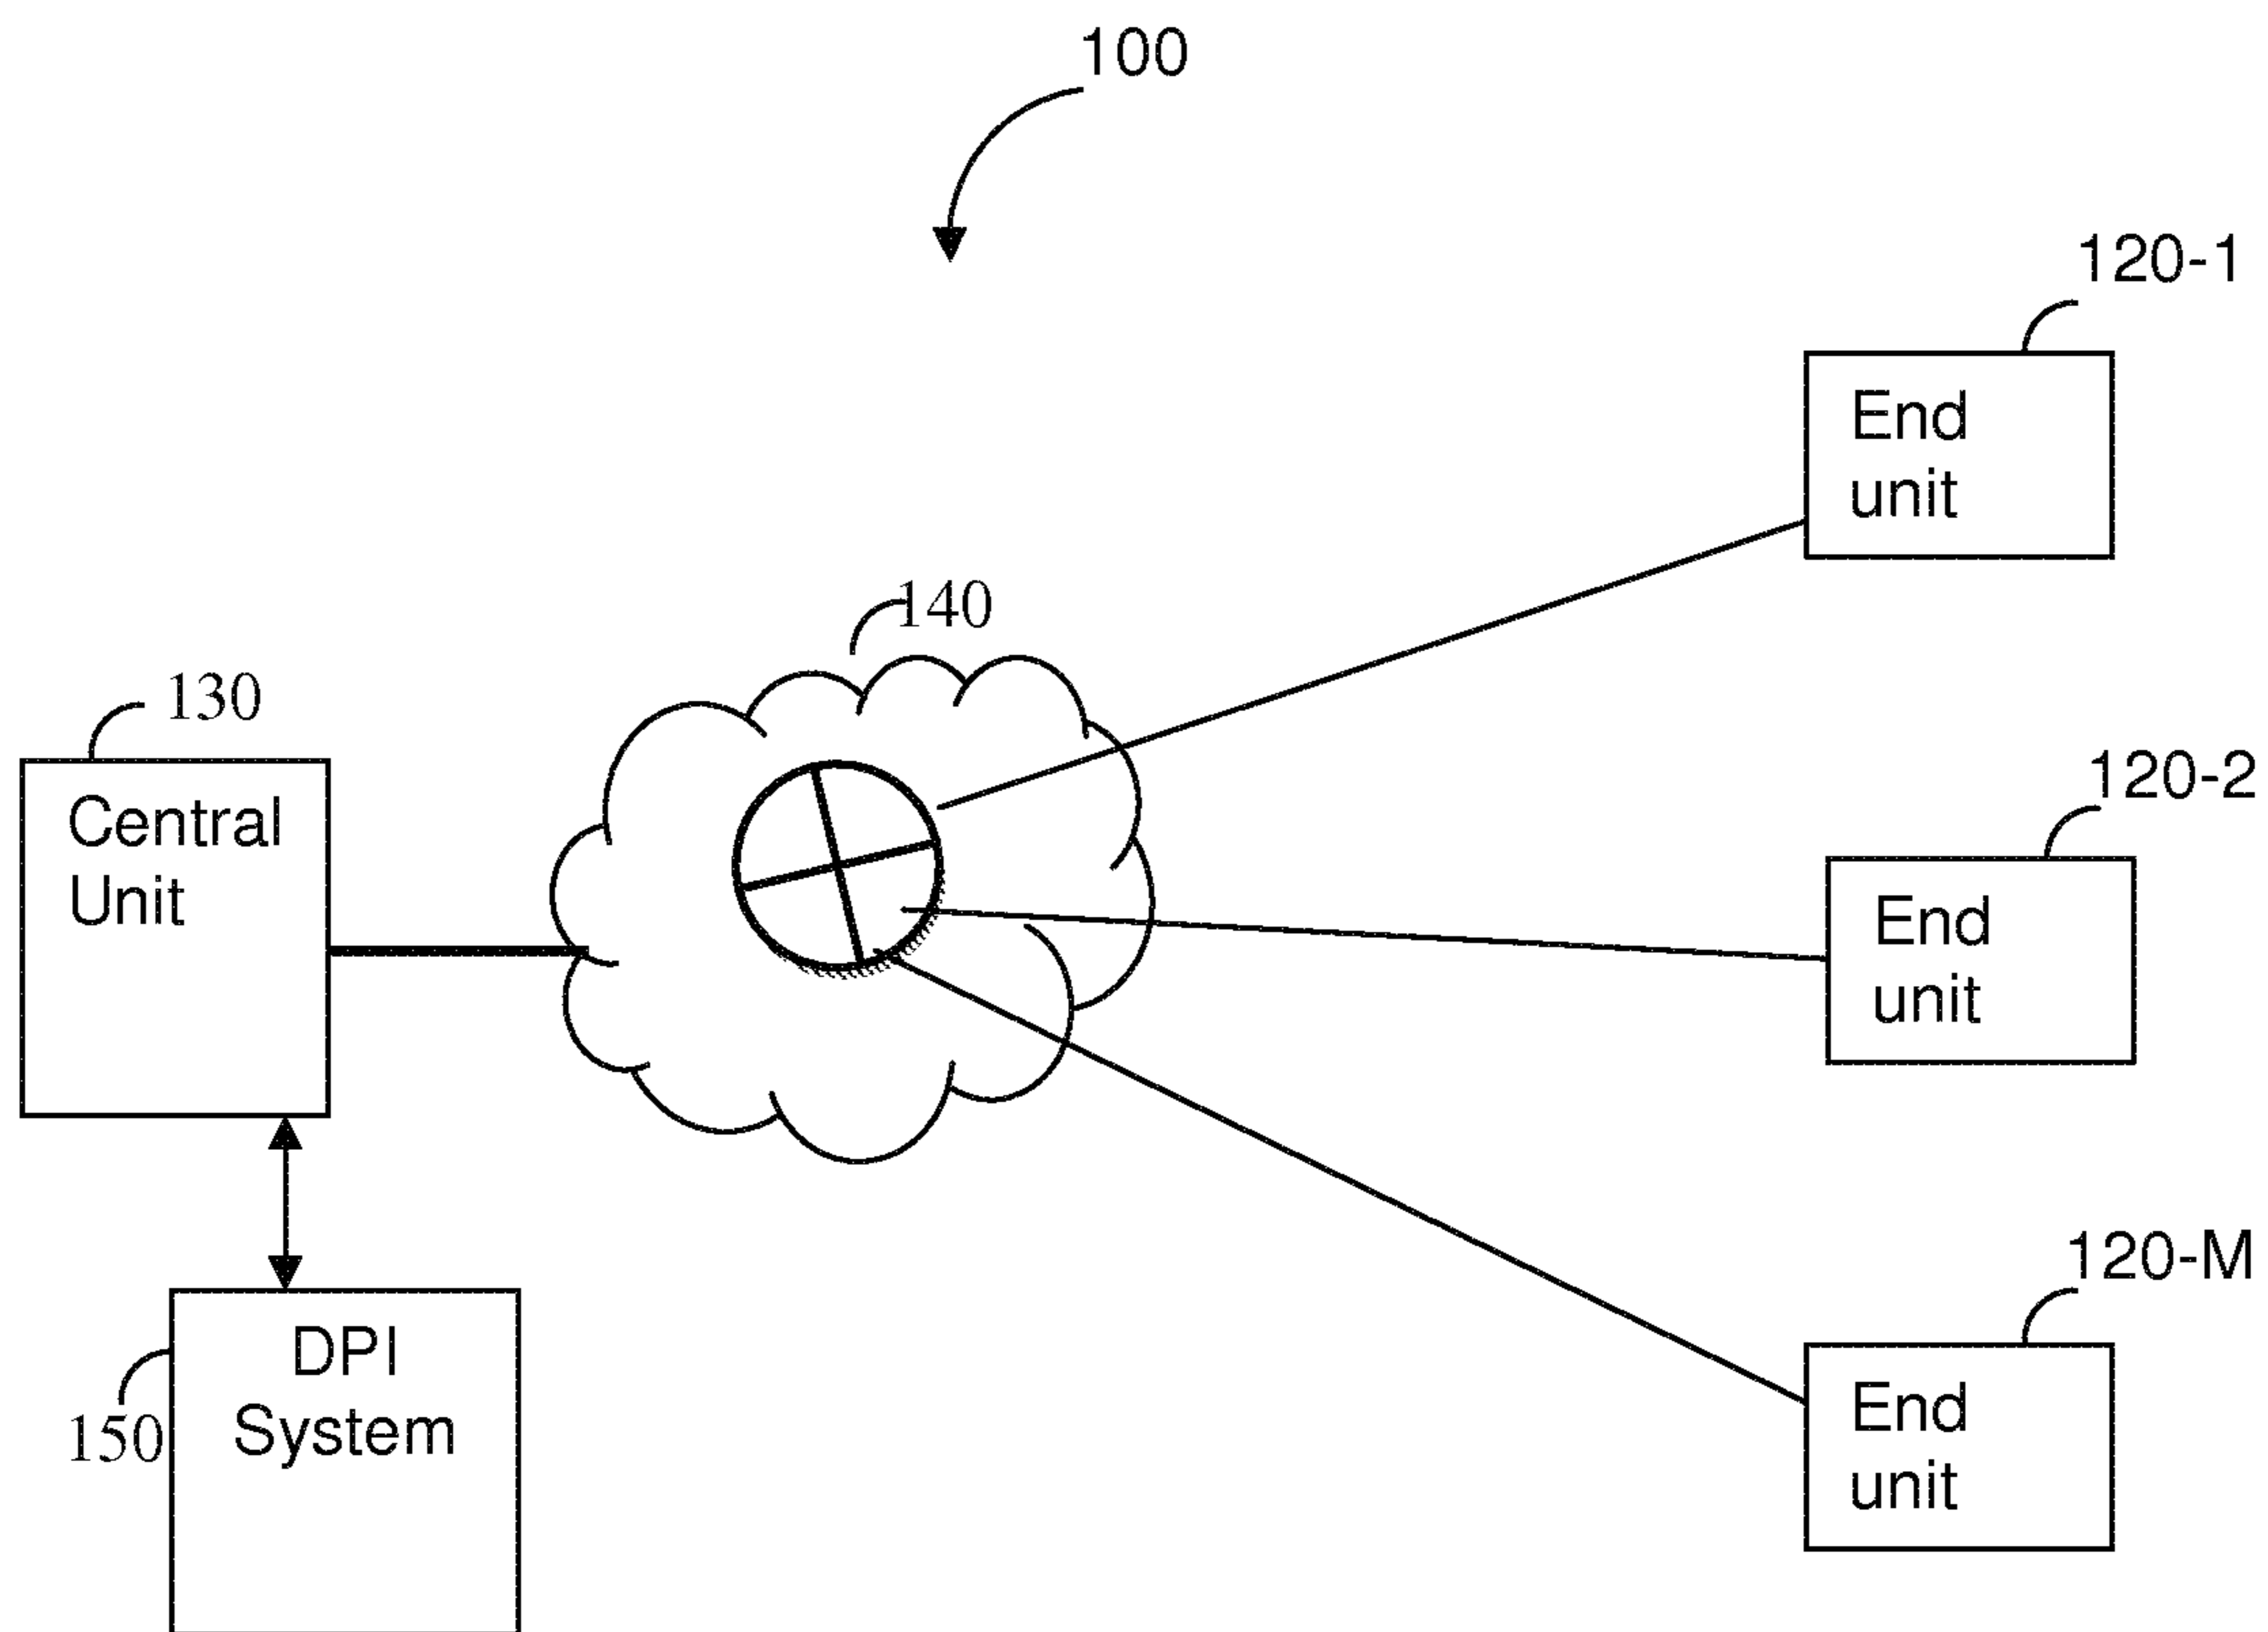 100
120-1
End
unit
140
130
Central
Unit
120-2
End
unit
120-M
DPI
System
150
End
unit